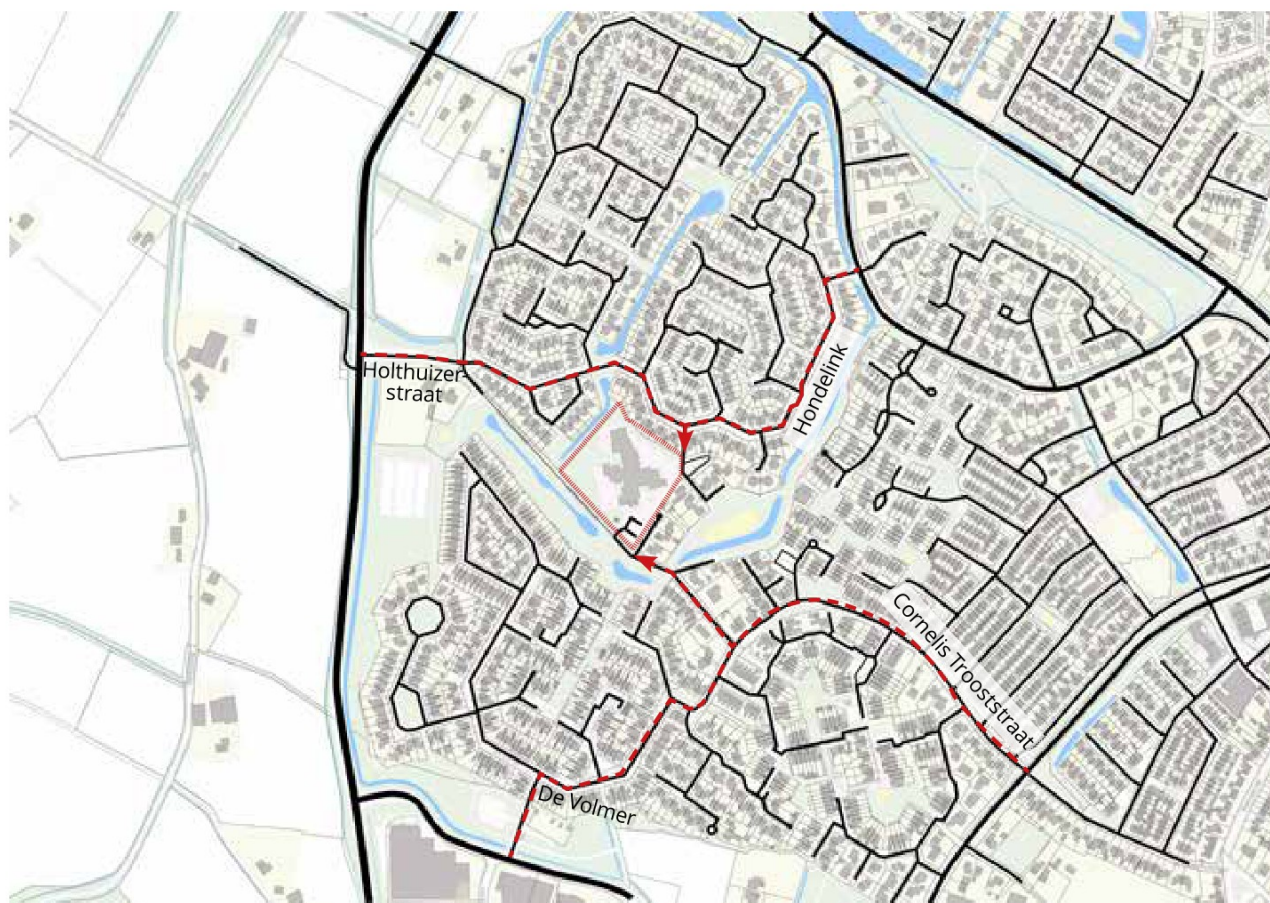 Holthuizer-
straat
Hondelink
Cornelis Trooststraat
De Volmer